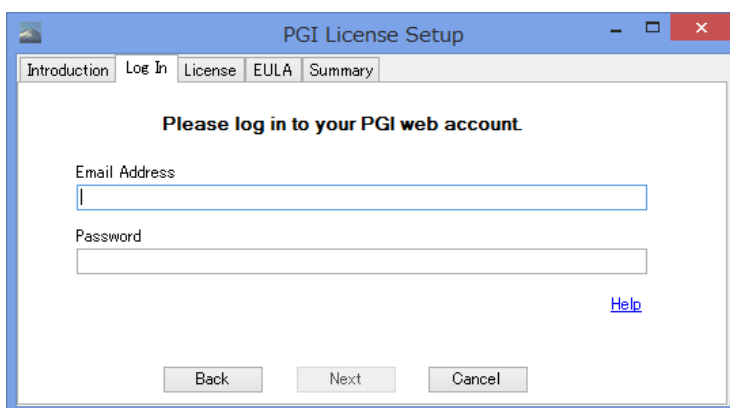 PGI License Setup
Introduction Log In License EULA Summary
Please log in to your PGI web account.
Email Address
Password
Help
Back Next Cancel